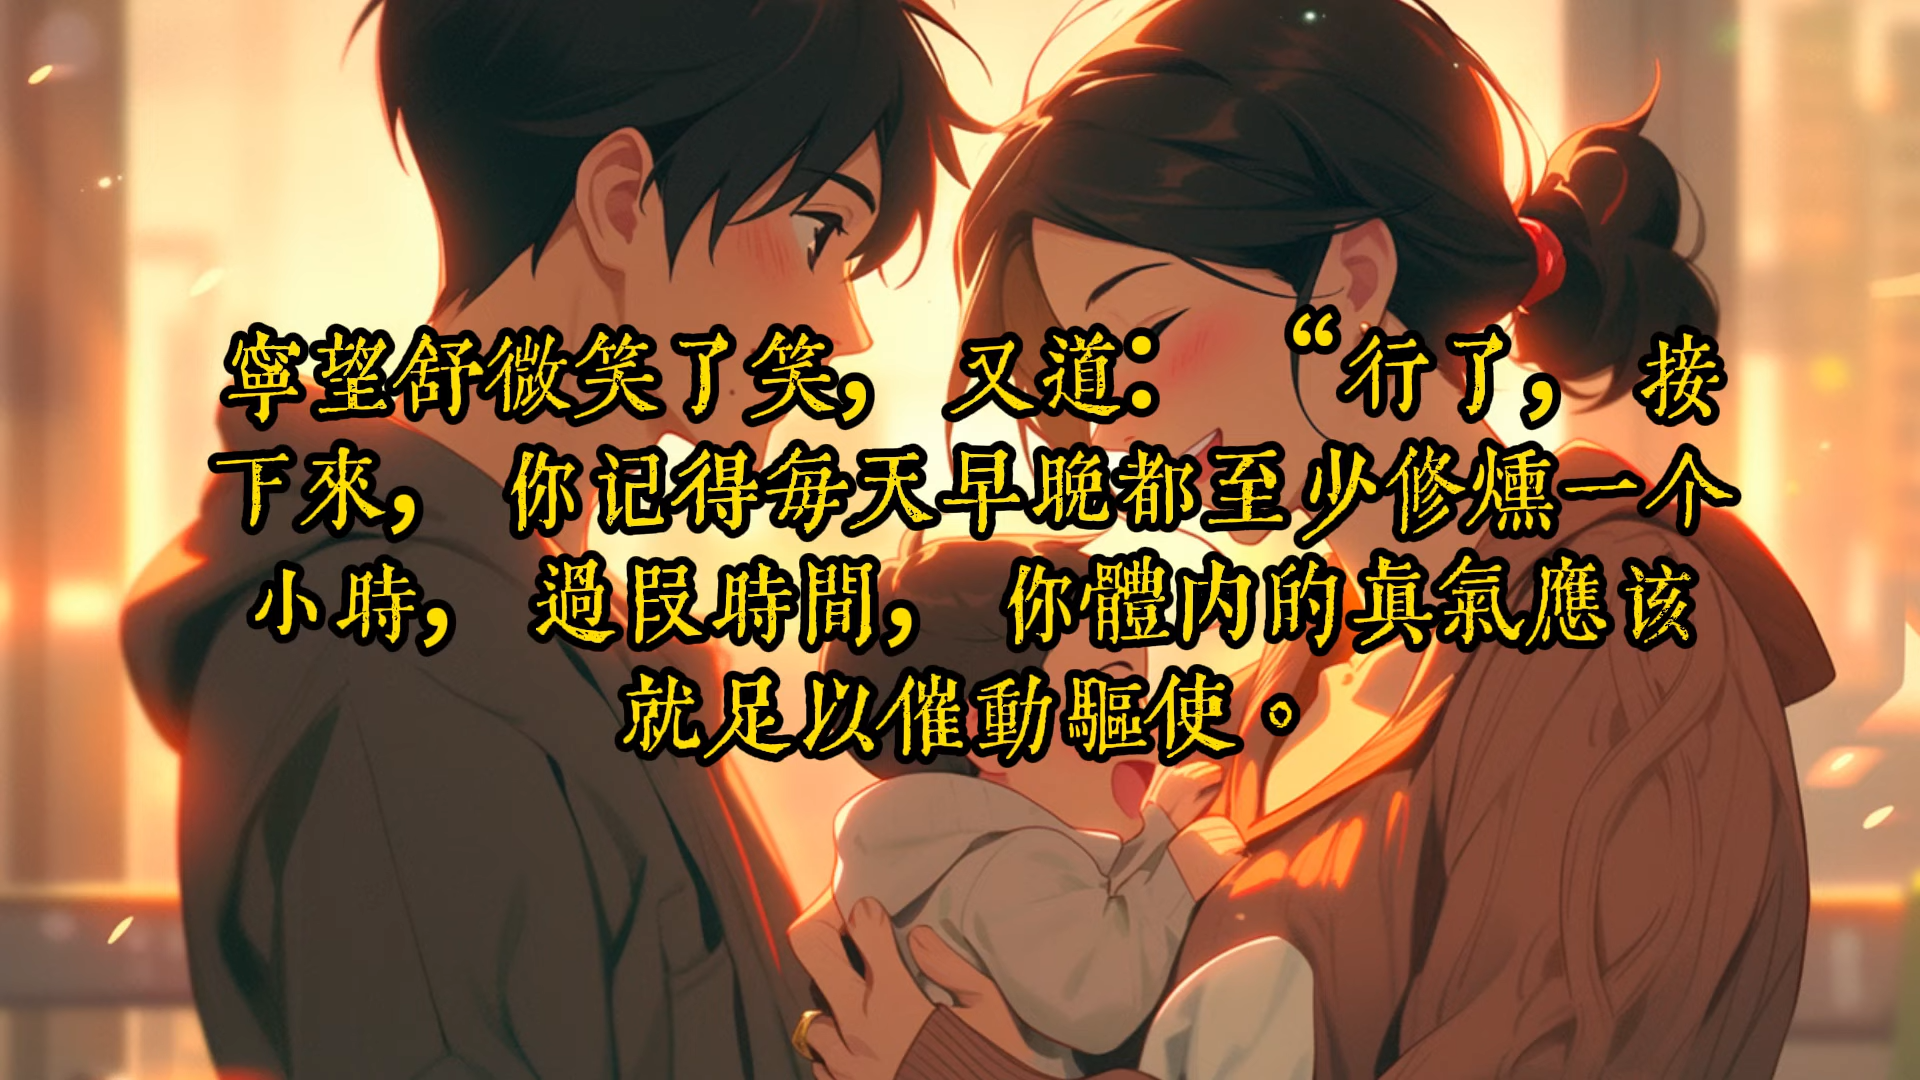 寧望舒微笑了笑，又道：“行了，接
下來，你记得每天早晚都至少修爊一个
小時，過段時間，你體内的真氣應该
就足以催動驅使。